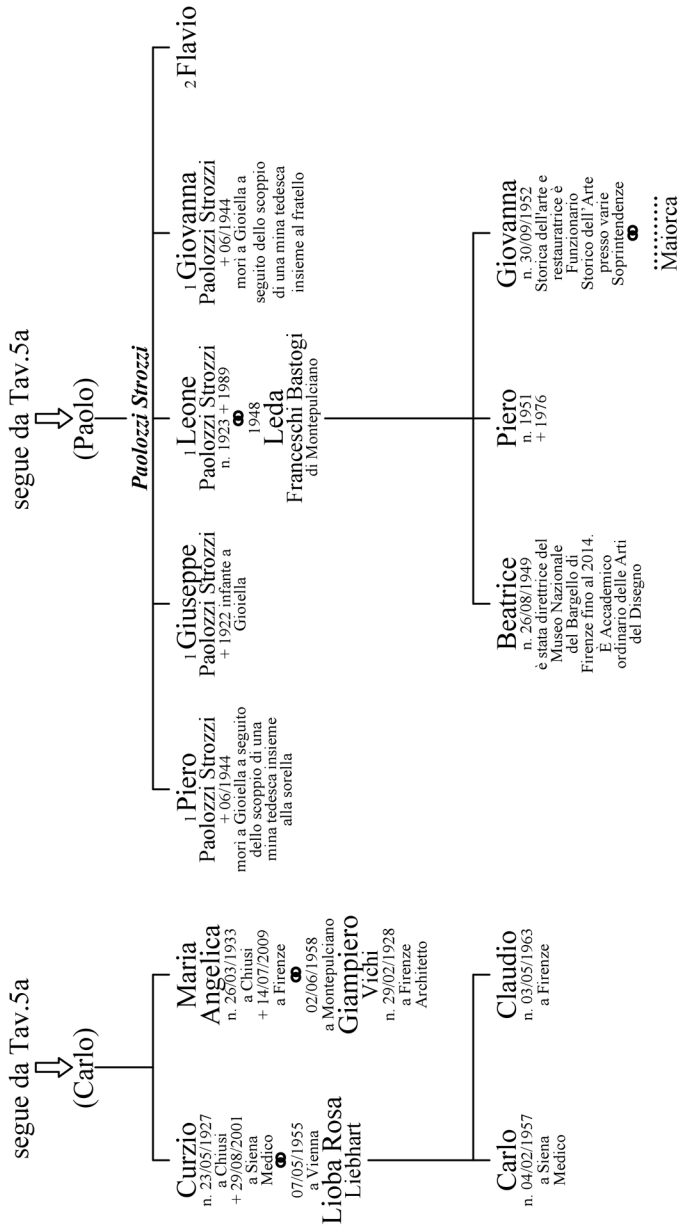 segue da Tav.5a
(Carlo)
Curzio
n. 23/05/1927
a Chiusi
+ 29/08/2001
a Siena
Medico
07/05/1955
a Vienna
Lioba Rosa
Liebhart
Maria
Angelica
n. 26/03/1933
a Chiusi
+ 14/07/2009
a Firenze
02/06/1958
a Montepulciano
Giampiero
Vichi
n. 29/02/1928
a Firenze
Architetto
Carlo
n. 04/02/1957
a Siena
Medico
Claudio
n. 03/05/1963
a Firenze
segue da Tav.5a
(Paolo)
Paolozzi Strozzi
1 Piero
Paolozzi Strozzi
+ 06/1944
morì a Gioiella a seguito
dello scoppio di una
mina tedesca insieme
alla sorella
1 Giuseppe
Paolozzi Strozzi
+ 1922 infante a
Gioiella
1 Leone
Paolozzi Strozzi
n. 1923 + 1989
1948
Leda
Franceschi Bastogi
di Montepulciano
1 Giovanna
Paolozzi Strozzi
+ 06/1944
morì a Gioiella a
seguito dello scoppio
di una mina tedesca
insieme al fratello
2 Flavio
Beatrice
n. 26/08/1949
è stata direttrice del
Museo Nazionale
del Bargello di
Firenze fino al 2014.
È Accademico
ordinario delle Arti
del Disegno
Piero
n. 1951
+ 1976
Giovanna
n. 30/09/1952
Storica dell'arte e
restauratrice è
Funzionario
Storico dell'Arte
presso varie
Soprintendenze
...........
Maiorca